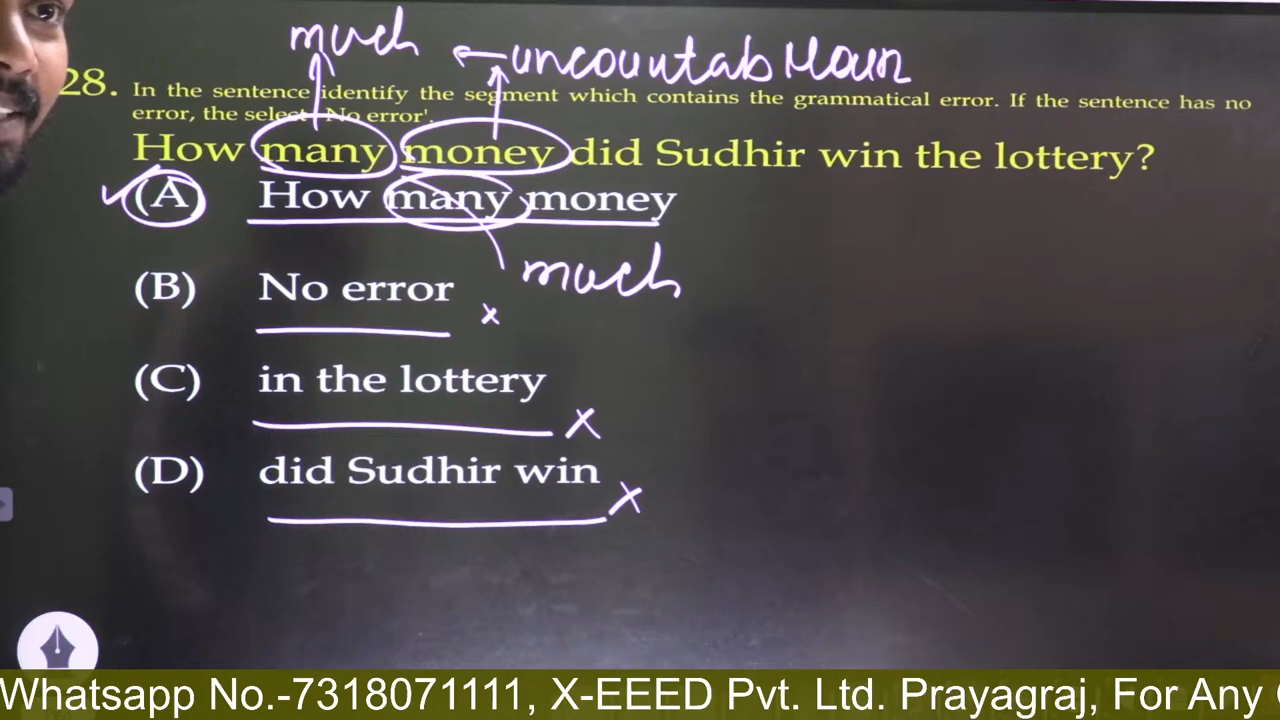 much ← uncountab Noun
28. In the sentence identify the segment which contains the grammatical error. If the sentence has no
error, the select 'No error'.
How many money did Sudhir win the lottery?
(A) How many money
much
(B) No error x
(C) in the lottery x
(D) did Sudhir win x
Whatsapp No.-7318071111, X-EEED Pvt. Ltd. Prayagraj, For Any